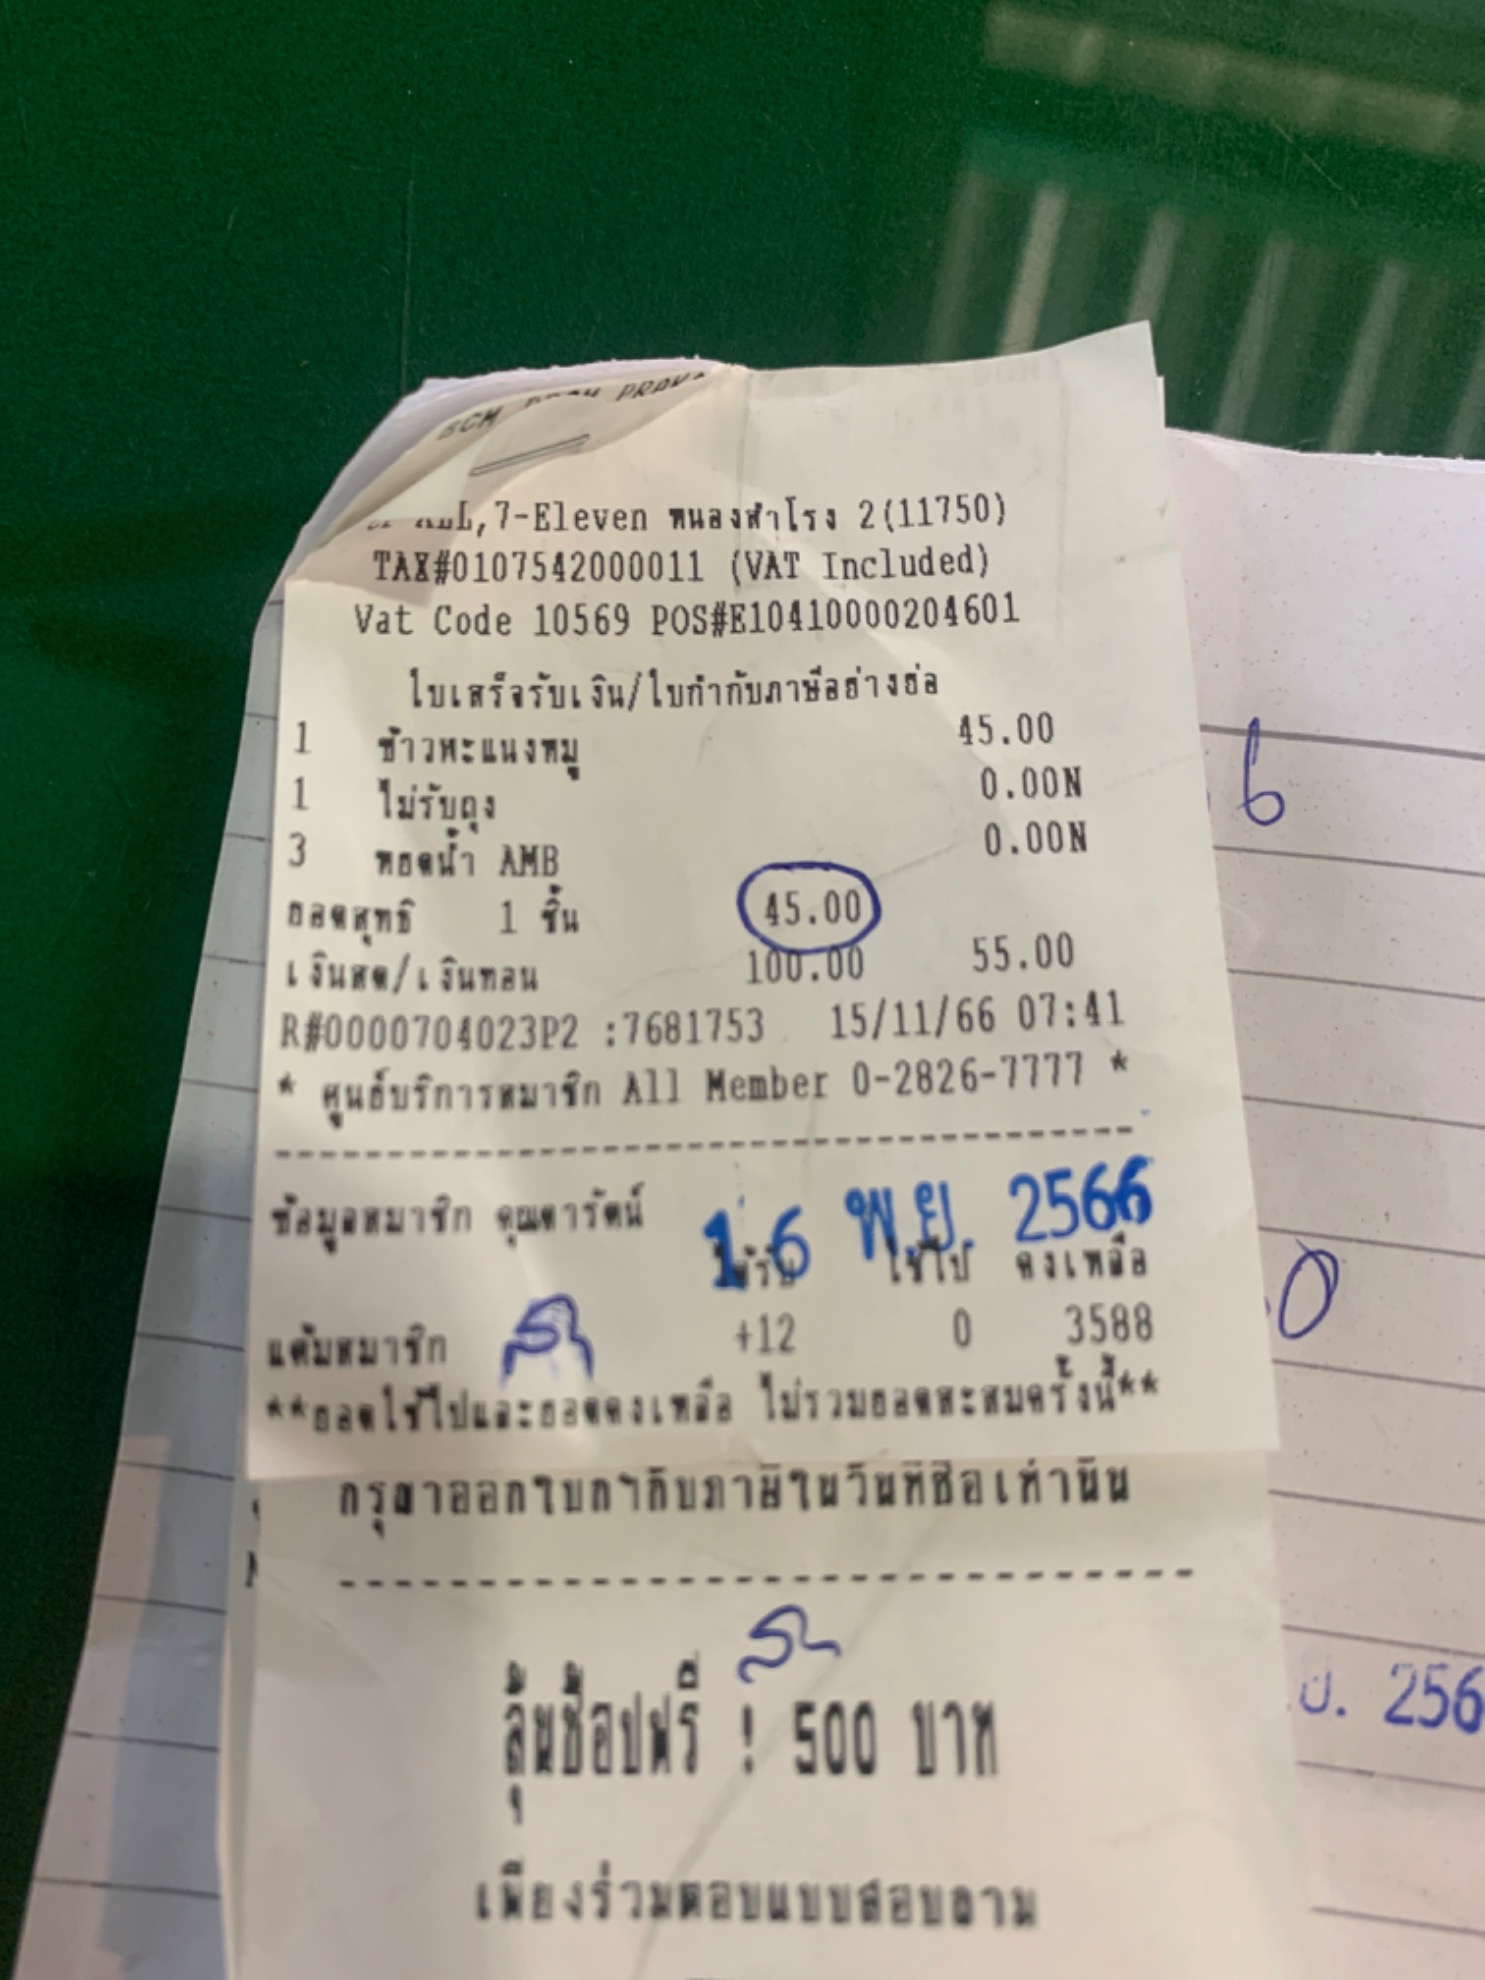 7-Eleven หนองสำโรง 2(11750)
TAX#0107542000011 (VAT Included)
Vat Code 10569 POS#E10410000204601
ใบเสร็จรับเงิน/ใบกำกับภาษีอย่างย่อ
1 ข้าวพะแนงหมู 45.00
1 ไม่รับถุง 0.00N
3 หยดน้ำ AMB 0.00N
ยอดสุทธิ 1 ชิ้น 45.00
เงินสด/เงินทอน 100.00 55.00
R#0000704023P2 :7681753 15/11/66 07:41
* ศูนย์บริการสมาชิก All Member 0-2826-7777 *
ข้อมูลสมาชิก คุณดารัตน์
16 พ.ย. 2566
ได้รับ ใช้ไป คงเหลือ
แต้มสมาชิก +12 0 3588
**ยอดใช้ไปและยอดคงเหลือ ไม่รวมยอดสะสมครั้งนี้**
กรุณาออกใบกำกับภาษีในวันที่ซื้อเท่านั้น
ลุ้นช้อปฟรี ! 500 บาท
เพียงร่วมตอบแบบสอบถาม
6
0
256